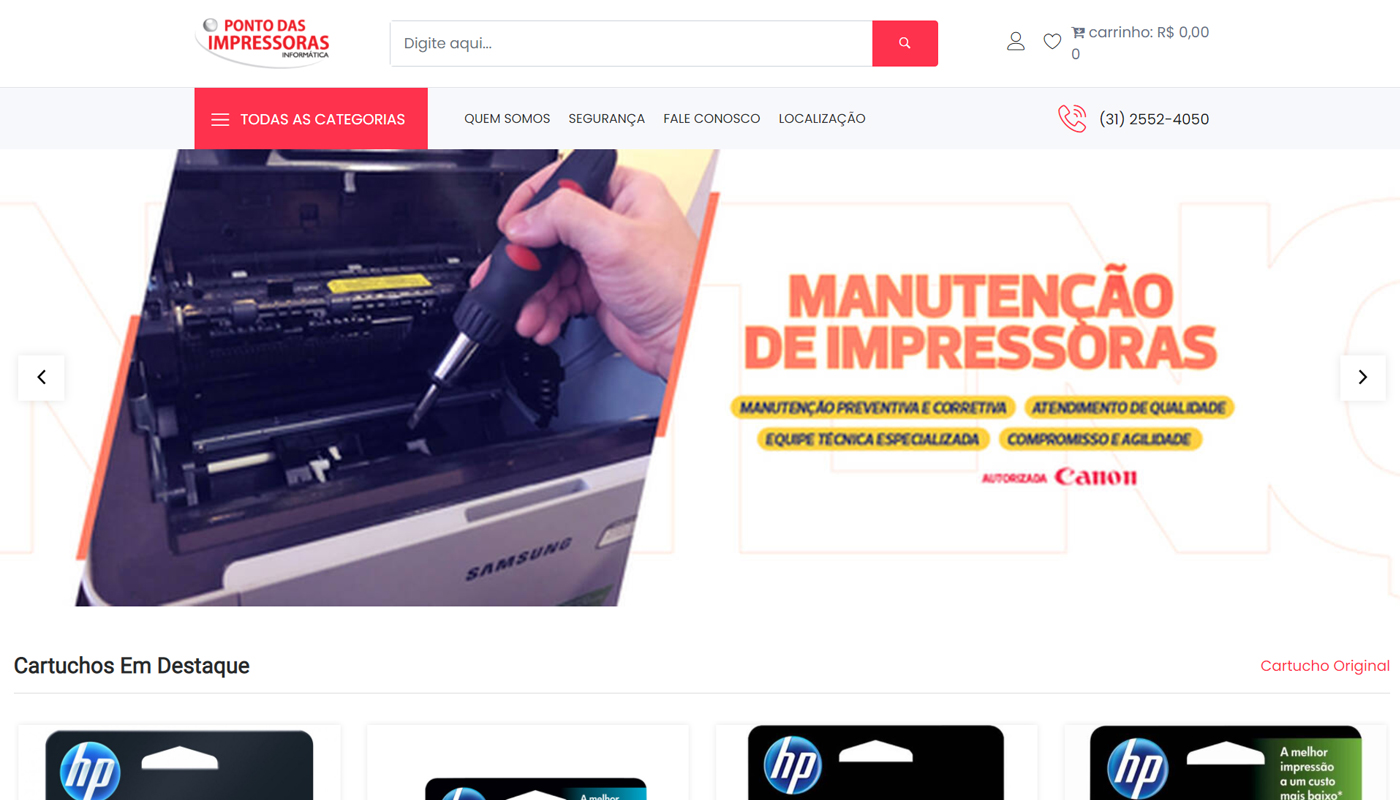 PONTO DAS
IMPRESSORAS
INFORMÁTICA
Digite aqui...
carrinho: R$ 0,00
0
TODAS AS CATEGORIAS
QUEM SOMOS
SEGURANÇA
FALE CONOSCO
LOCALIZAÇÃO
(31) 2552-4050
MANUTENÇÃO
DE IMPRESSORAS
MANUTENÇÃO PREVENTIVA E CORRETIVA
ATENDIMENTO DE QUALIDADE
EQUIPE TÉCNICA ESPECIALIZADA
COMPROMISSO E AGILIDADE
AUTORIZADA Canon
SAMSUNG
Cartuchos Em Destaque
Cartucho Original
hp
hp
A melhor
hp
hp
A melhor
impressão
a um custo
mais baixo*